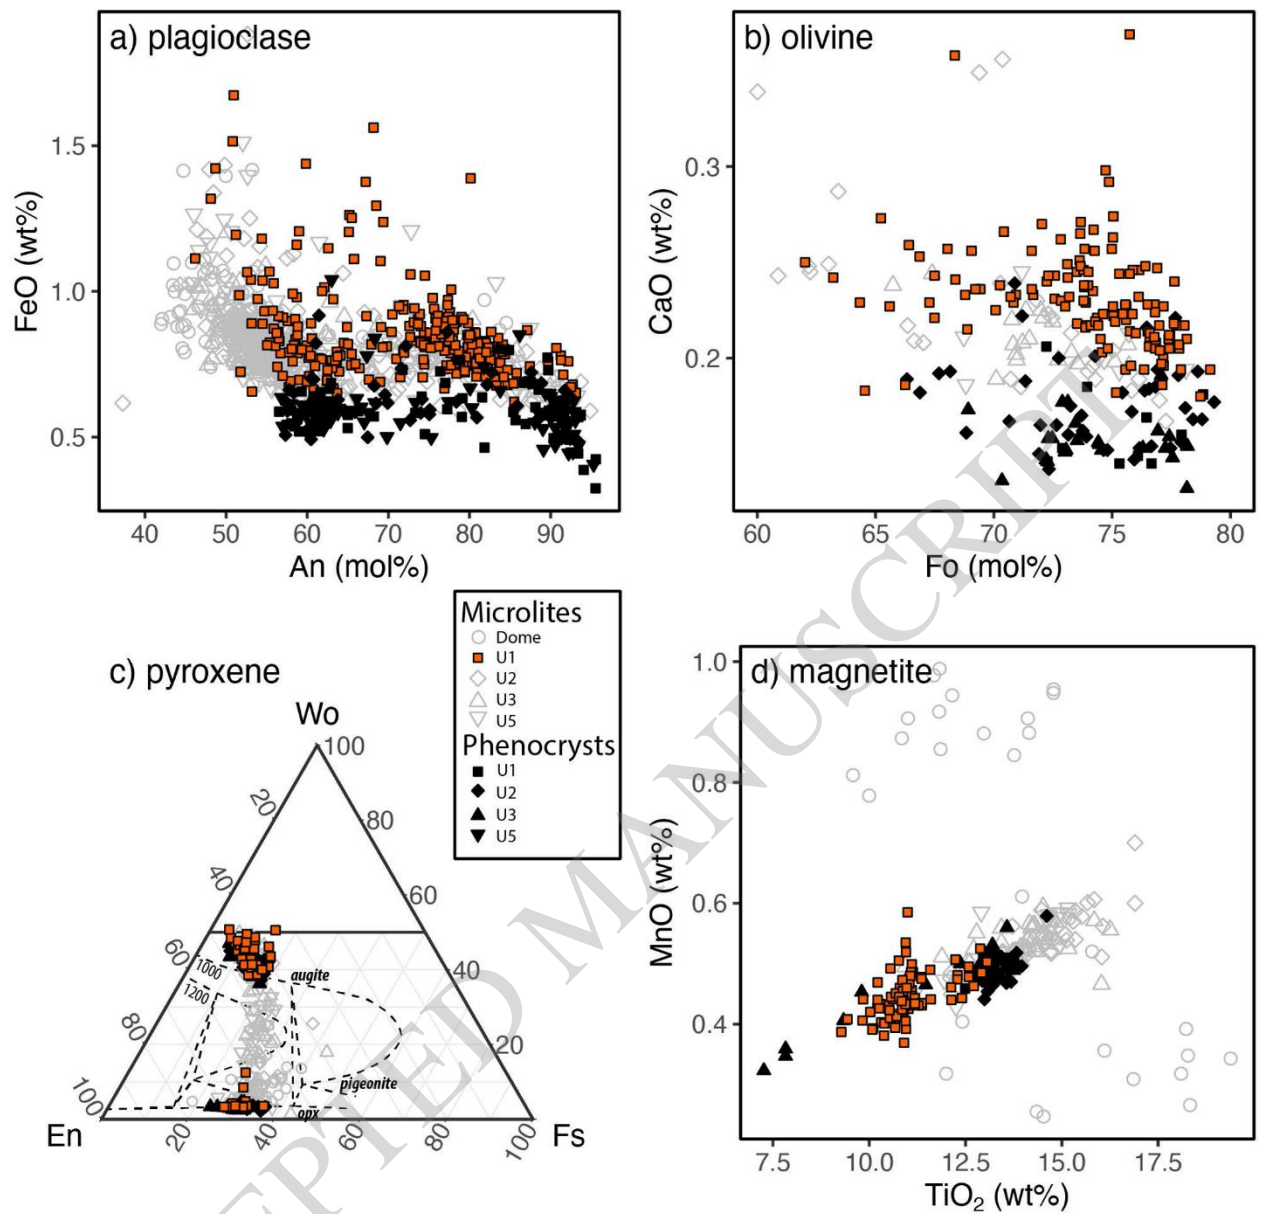 a) plagioclase
FeO (wt%)
1.5
1.0
0.5
40 50 60 70 80 90
An (mol%)
b) olivine
CaO (wt%)
0.3
0.2
60 65 70 75 80
Fo (mol%)
Microlites
Dome
U1
U2
U3
U5
Phenocrysts
U1
U2
U3
U5
c) pyroxene
Wo
100
20
80
40
60
60
40
1000
augite
1200
80
20
pigeonite
100
opx
En
Fs
20 40 60 80 100
d) magnetite
MnO (wt%)
1.0
0.8
0.6
0.4
7.5 10.0 12.5 15.0 17.5
TiO₂ (wt%)
EPTED MANUSCRIPT